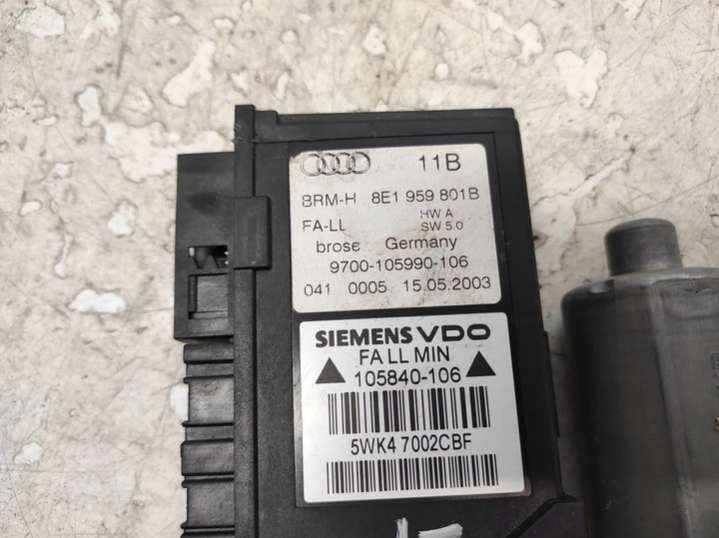 11B
BRM-H 8E1 959 801B
FA-LL HW A
SW 5.0
brose Germany
9700-105990-106
041 0005 15.05.2003
SIEMENS VDO
FA LL MIN
105840-106
5WK4 7002CBF